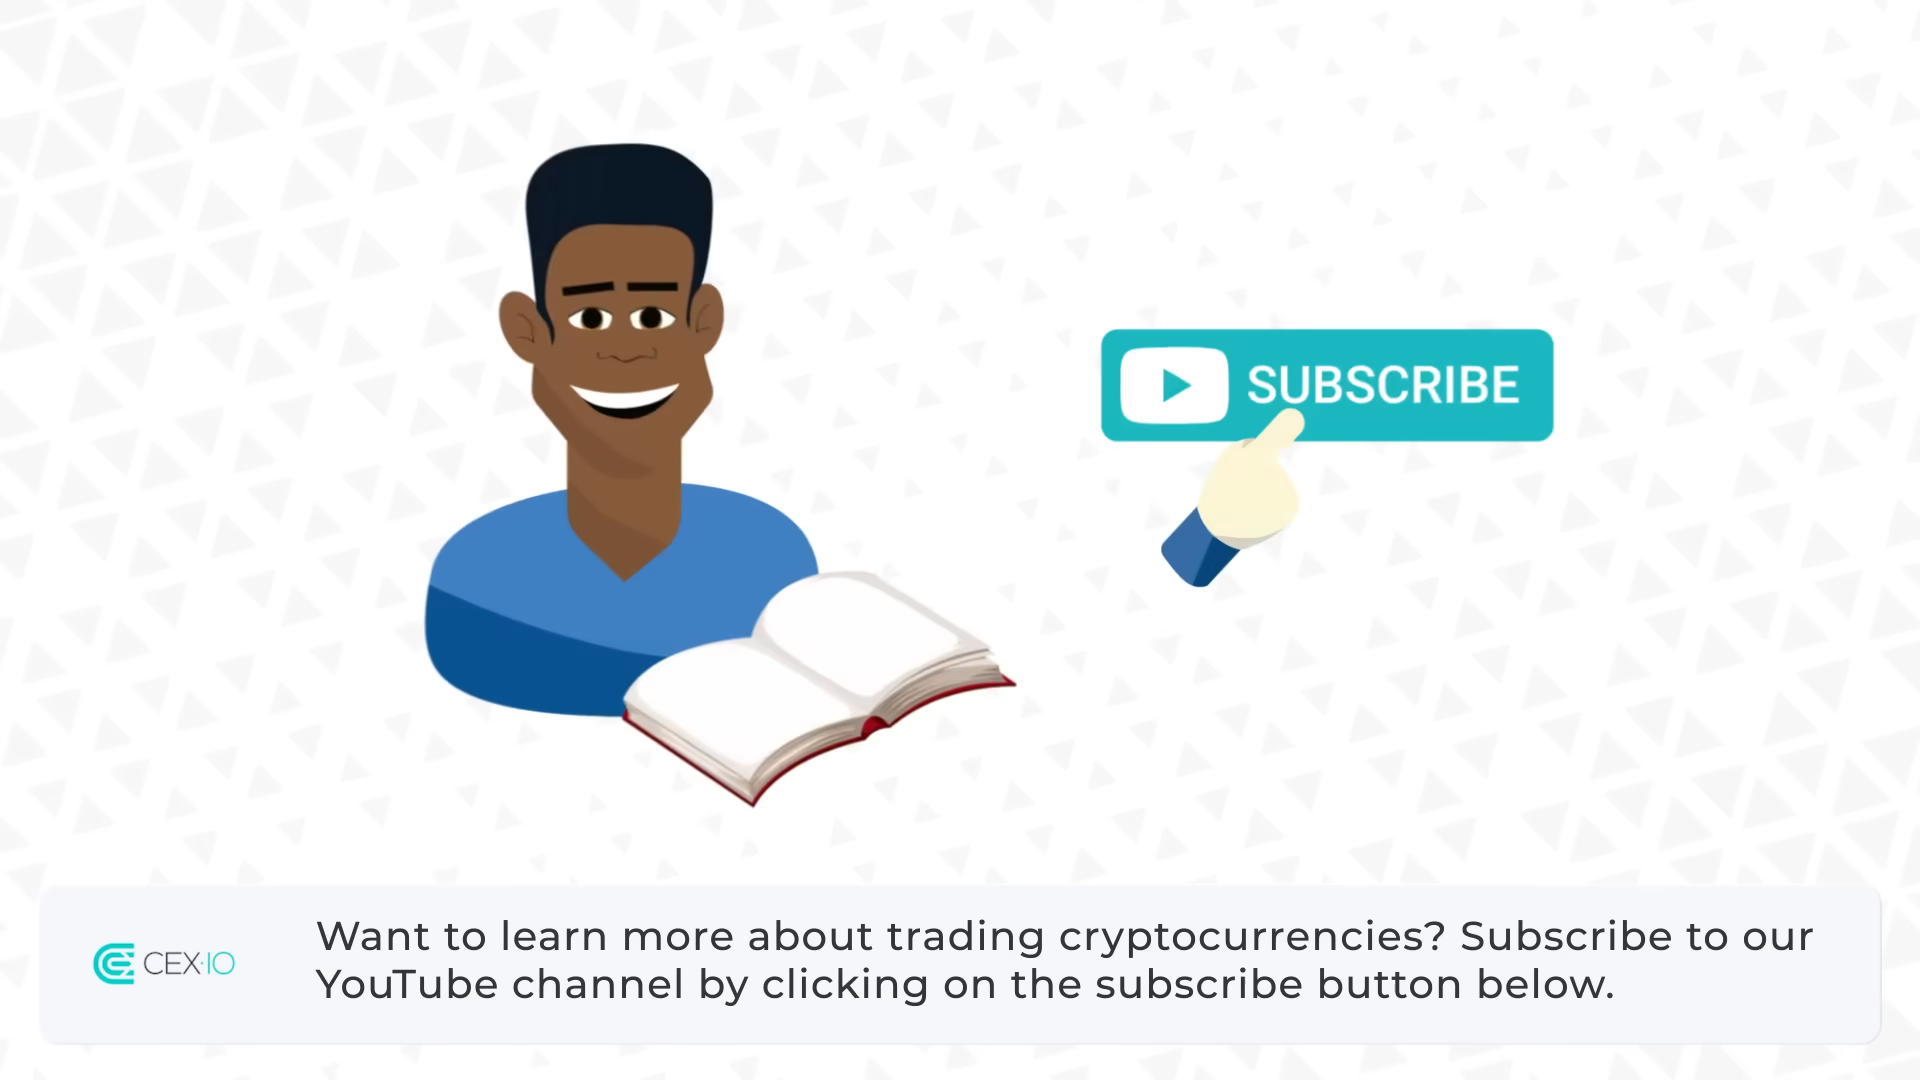 SUBSCRIBE
CEX·IO
Want to learn more about trading cryptocurrencies? Subscribe to our
YouTube channel by clicking on the subscribe button below.